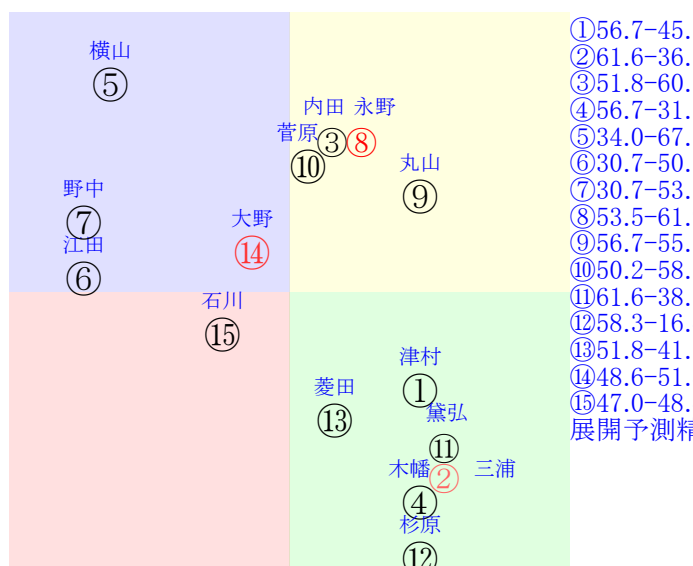 横山
⑤
内田 永野
菅原 ③ ⑧
⑩
丸山
⑨
野中
⑦
大野
⑭
江田
⑥
石川
⑮
津村
①
菱田
⑬
黛弘
⑪
木幡 ② 三浦
④
杉原
⑫
①56.7-45.
②61.6-36.
③51.8-60.
④56.7-31.
⑤34.0-67.
⑥30.7-50.
⑦30.7-53.
⑧53.5-61.
⑨56.7-55.
⑩50.2-58.
⑪61.6-38.
⑫58.3-16.
⑬51.8-41.
⑭48.6-51.
⑮47.0-48.
展開予測精